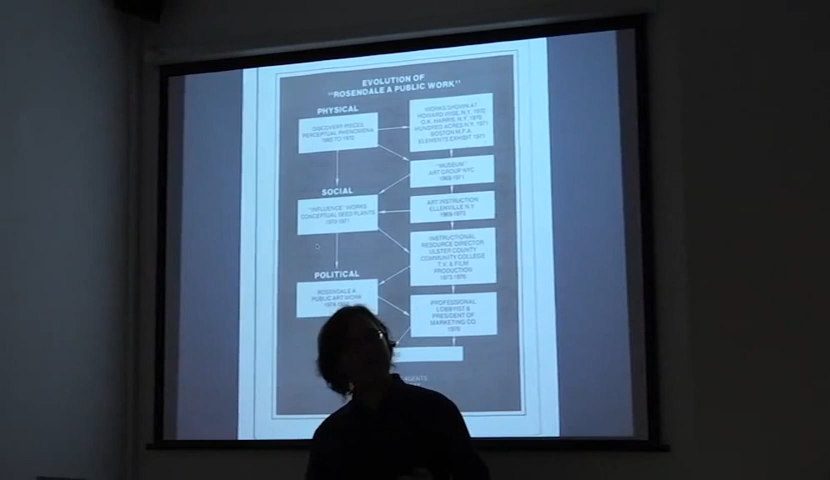 EVOLUTION OF
"ROSENDALE A PUBLIC WORK"
PHYSICAL
DISCOVERY PIECES
PERCEPTUAL PHENOMENA
TO 1970
WORKS SHOWN AT
HOWARD WISE, N.Y. 1970
O.K. HARRIS, N.Y. 1970
HUNDRED ACRES N.Y. 1971
BOSTON M.F.A.
ELEMENTS EXHIBIT 1971
"MUSEUM"
ART GROUP NYC
1969-1971
SOCIAL
"INFLUENCE" WORKS
CONCEPTUAL SEED PLANTS
1970-1971
ART INSTRUCTION
ELLENVILLE N.Y.
1969-1973
INSTRUCTIONAL
RESOURCE DIRECTOR
ULSTER COUNTY
COMMUNITY COLLEGE
T.V. & FILM
PRODUCTION
1973-1976
POLITICAL
ROSENDALE A
PUBLIC ART WORK
PROFESSIONAL
LOBBYIST &
PRESIDENT OF
MARKETING CO.
1976
AGENTS